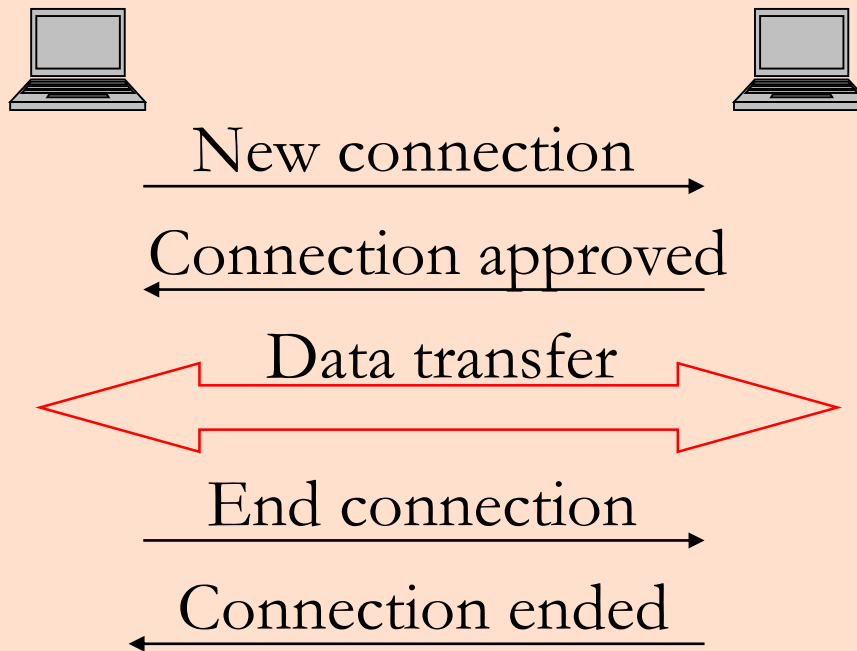 New connection
Connection approved
Data transfer
End connection
Connection ended